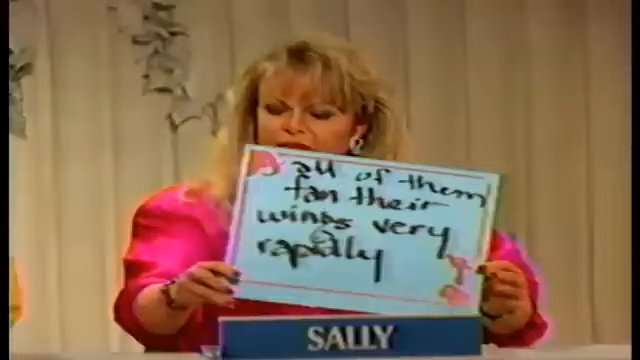 all of them
fan their
wings very
rapidly
SALLY